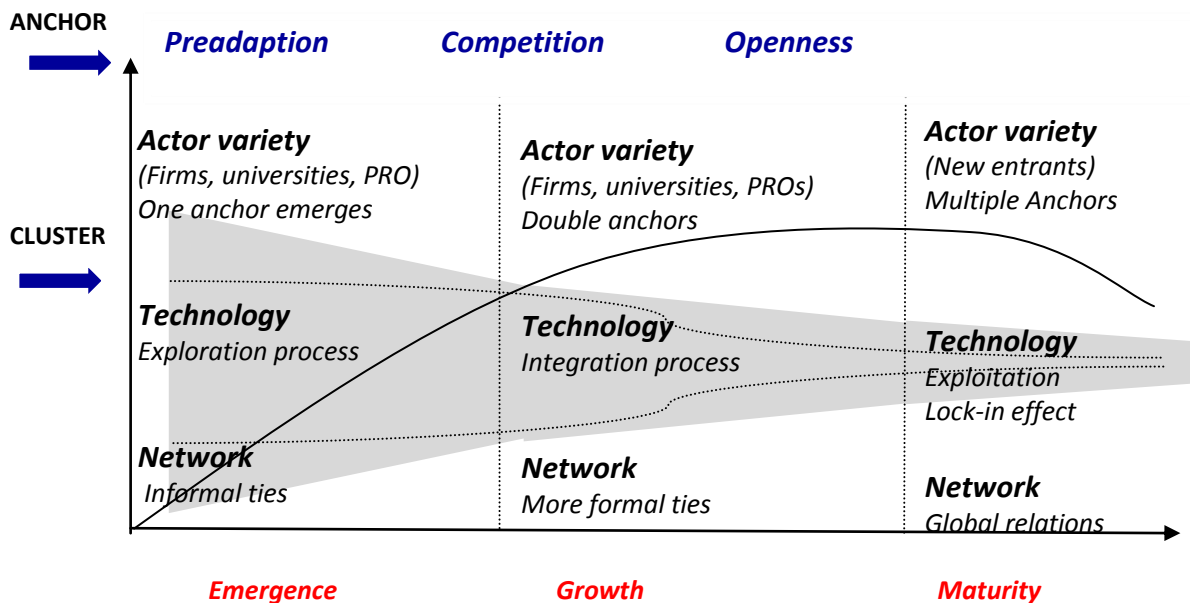 ANCHOR
Preadaption
Competition
Openness
Actor variety
(Firms, universities, PRO)
One anchor emerges
Actor variety
(Firms, universities, PROs)
Double anchors
Actor variety
(New entrants)
Multiple Anchors
CLUSTER
Technology
Exploration process
Technology
Integration process
Technology
Exploitation
Lock-in effect
Network
Informal ties
Network
More formal ties
Network
Global relations
Emergence
Growth
Maturity